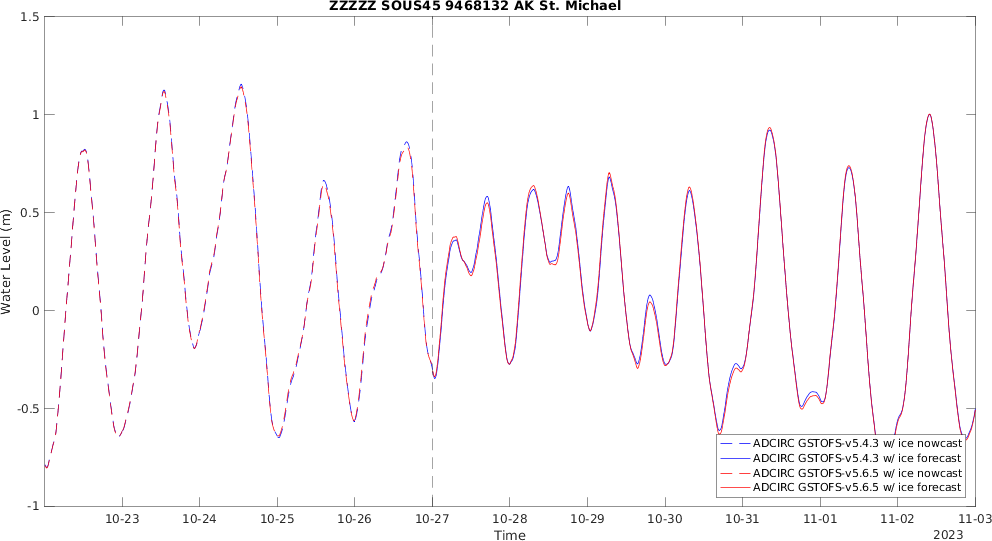 ZZZZZ SOUS45 9468132 AK St. Michael
1.5
1
0.5
0
-0.5
-1
Water Level (m)
10-23
10-24
10-25
10-26
10-27
10-28
10-29
10-30
10-31
11-01
11-02
11-03
Time
2023
ADCIRC GSTOFS-v5.4.3 w/ ice nowcast
ADCIRC GSTOFS-v5.4.3 w/ ice forecast
ADCIRC GSTOFS-v5.6.5 w/ ice nowcast
ADCIRC GSTOFS-v5.6.5 w/ ice forecast